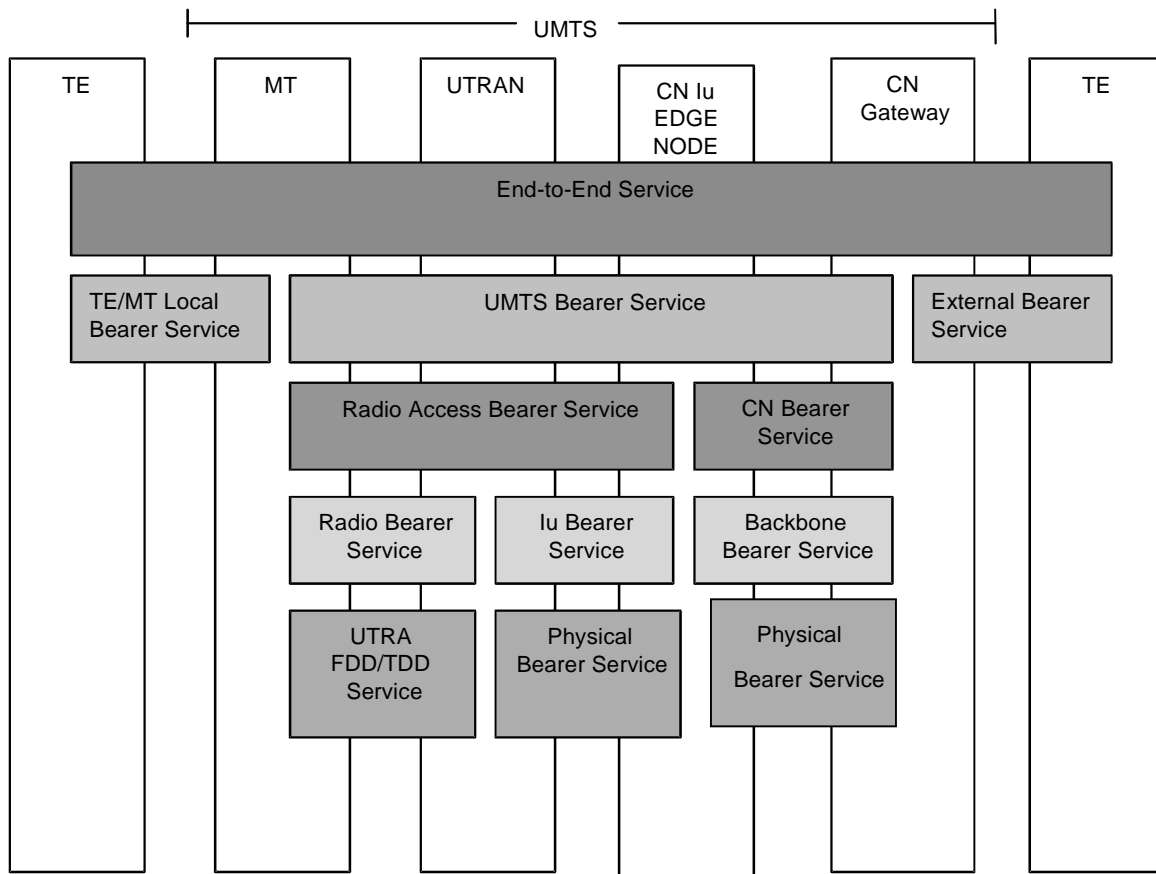 UMTS
TE
MT
UTRAN
CN Iu
EDGE
NODE
CN
Gateway
TE
End-to-End Service
TE/MT Local
Bearer Service
UMTS Bearer Service
External Bearer
Service
Radio Access Bearer Service
CN Bearer
Service
Radio Bearer
Service
Iu Bearer
Service
Backbone
Bearer Service
UTRA
FDD/TDD
Service
Physical
Bearer Service
Physical
Bearer Service